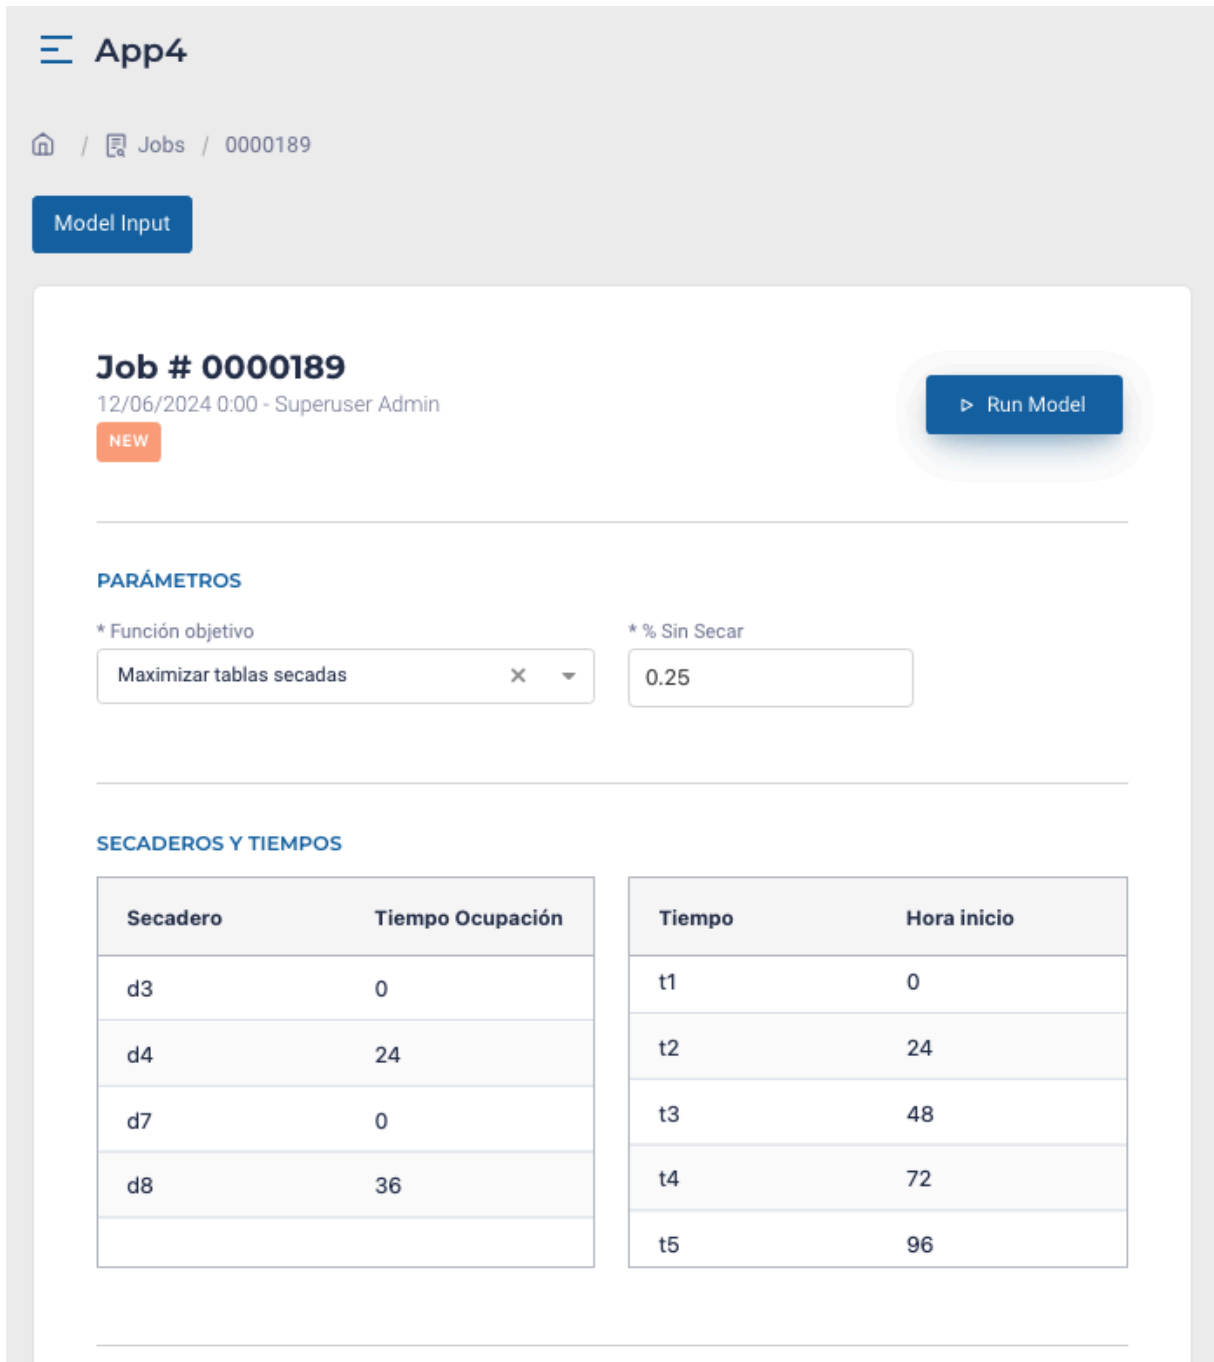 App4
/ Jobs / 0000189
Model Input
Job # 0000189
12/06/2024 0:00 - Superuser Admin
Run Model
NEW
PARÁMETROS
* Función objetivo
* % Sin Secar
Maximizar tablas secadas
0.25
SECADEROS Y TIEMPOS
Secadero Tiempo Ocupación
d3 0
d4 24
d7 0
d8 36
Tiempo Hora inicio
t1 0
t2 24
t3 48
t4 72
t5 96